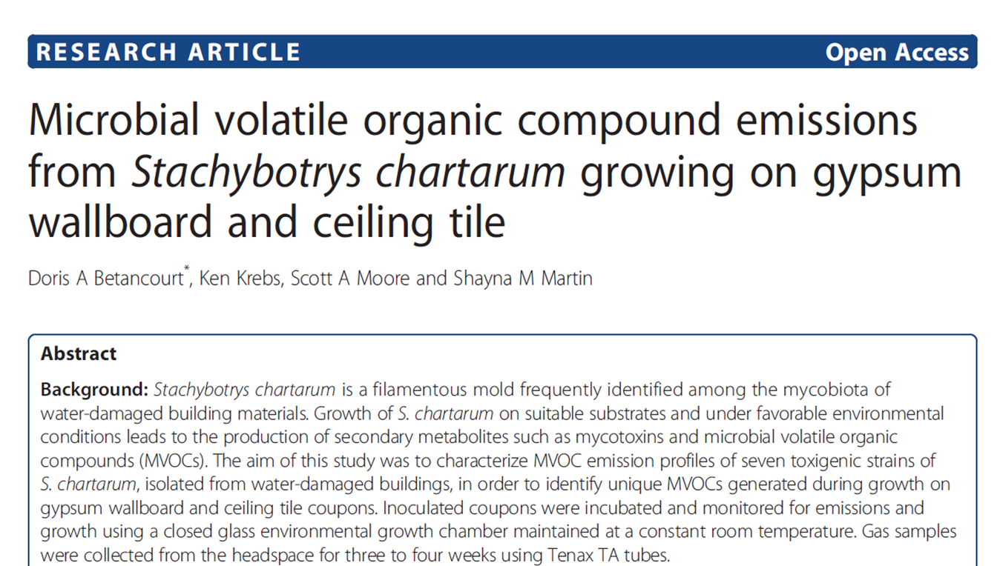 RESEARCH ARTICLE Open Access
Microbial volatile organic compound emissions
from Stachybotrys chartarum growing on gypsum
wallboard and ceiling tile
Doris A Betancourt*, Ken Krebs, Scott A Moore and Shayna M Martin
Abstract
Background: Stachybotrys chartarum is a filamentous mold frequently identified among the mycobiota of
water-damaged building materials. Growth of S. chartarum on suitable substrates and under favorable environmental
conditions leads to the production of secondary metabolites such as mycotoxins and microbial volatile organic
compounds (MVOCs). The aim of this study was to characterize MVOC emission profiles of seven toxigenic strains of
S. chartarum, isolated from water-damaged buildings, in order to identify unique MVOCs generated during growth on
gypsum wallboard and ceiling tile coupons. Inoculated coupons were incubated and monitored for emissions and
growth using a closed glass environmental growth chamber maintained at a constant room temperature. Gas samples
were collected from the headspace for three to four weeks using Tenax TA tubes.